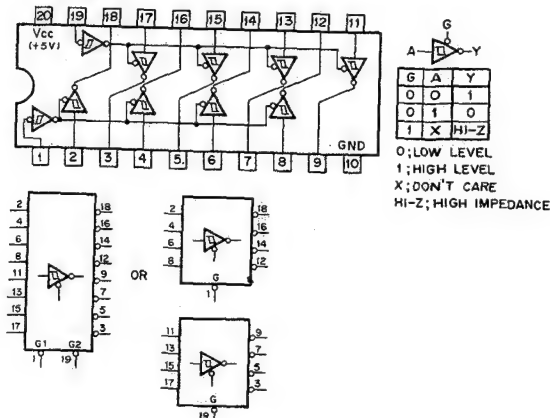 20 19 18 17 16 15 14 13 12 11
Vcc
(+5V)
GND
1 2 3 4 5. 6 7 8 9 10
G
A Y
G A Y
0 0 1
0 1 0
1 X HI-Z
0;LOW LEVEL
1;HIGH LEVEL
X;DON'T CARE
HI-Z;HIGH IMPEDANCE
2 18
4 16
6 14
8 12
11 9
13 7
15 5
17 3
G1 G2
1 19
OR
2 18
4 16
6 14
8 12
G
1
11 9
13 7
15 5
17 3
G
19